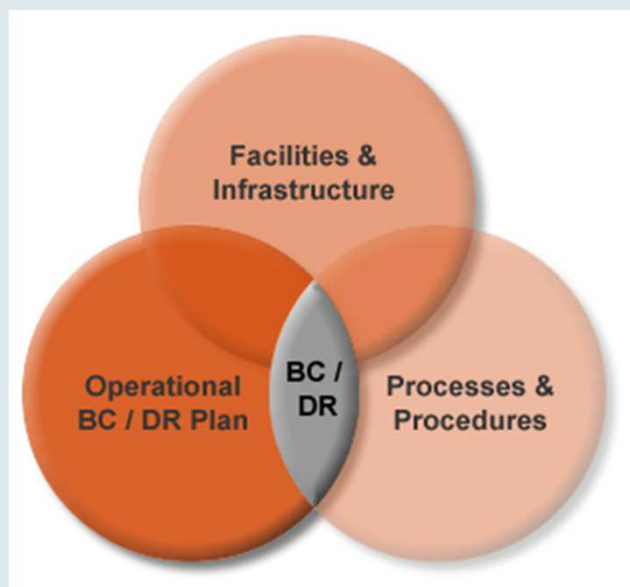 Facilities &
Infrastructure
Operational
BC / DR Plan
BC /
DR
Processes &
Procedures